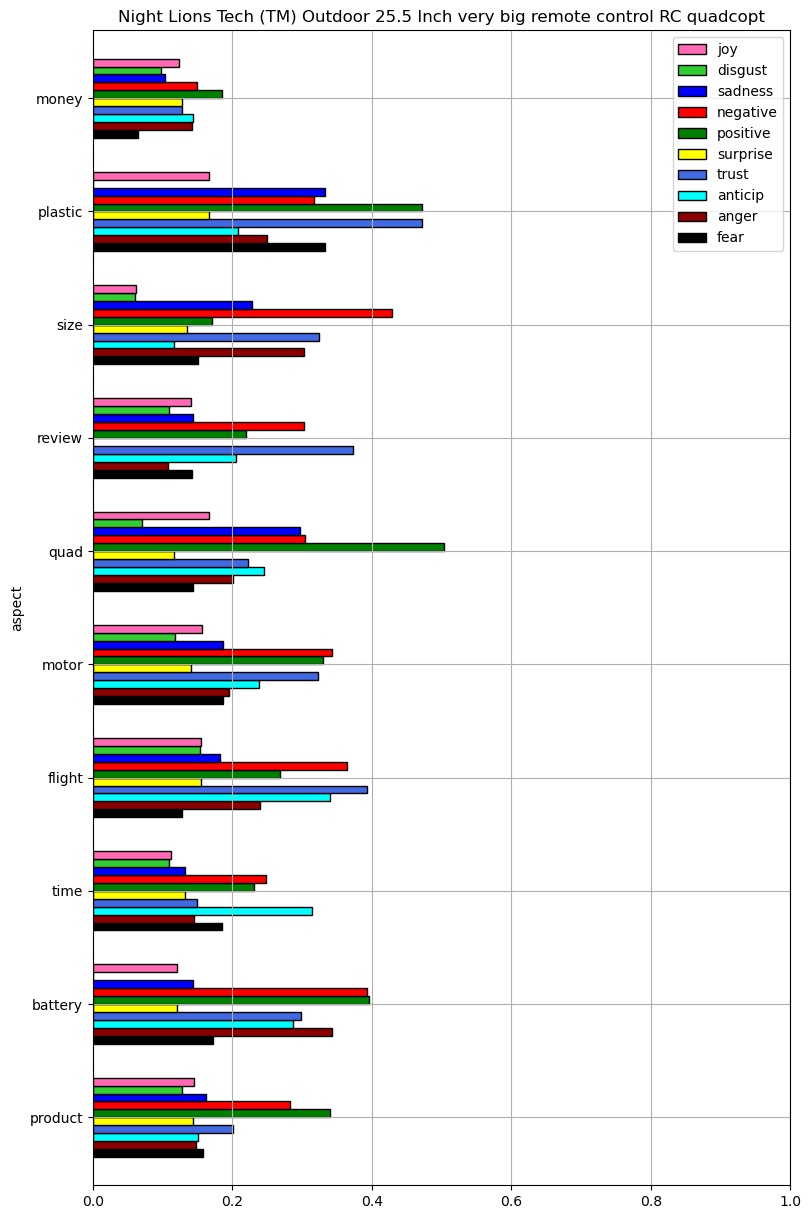 Night Lions Tech (TM) Outdoor 25.5 Inch very big remote control RC quadcopt
joy
disgust
sadness
negative
positive
surprise
trust
anticip
anger
fear
money
plastic
size
review
quad
motor
flight
time
battery
product
aspect
0.0 0.2 0.4 0.6 0.8 1.0